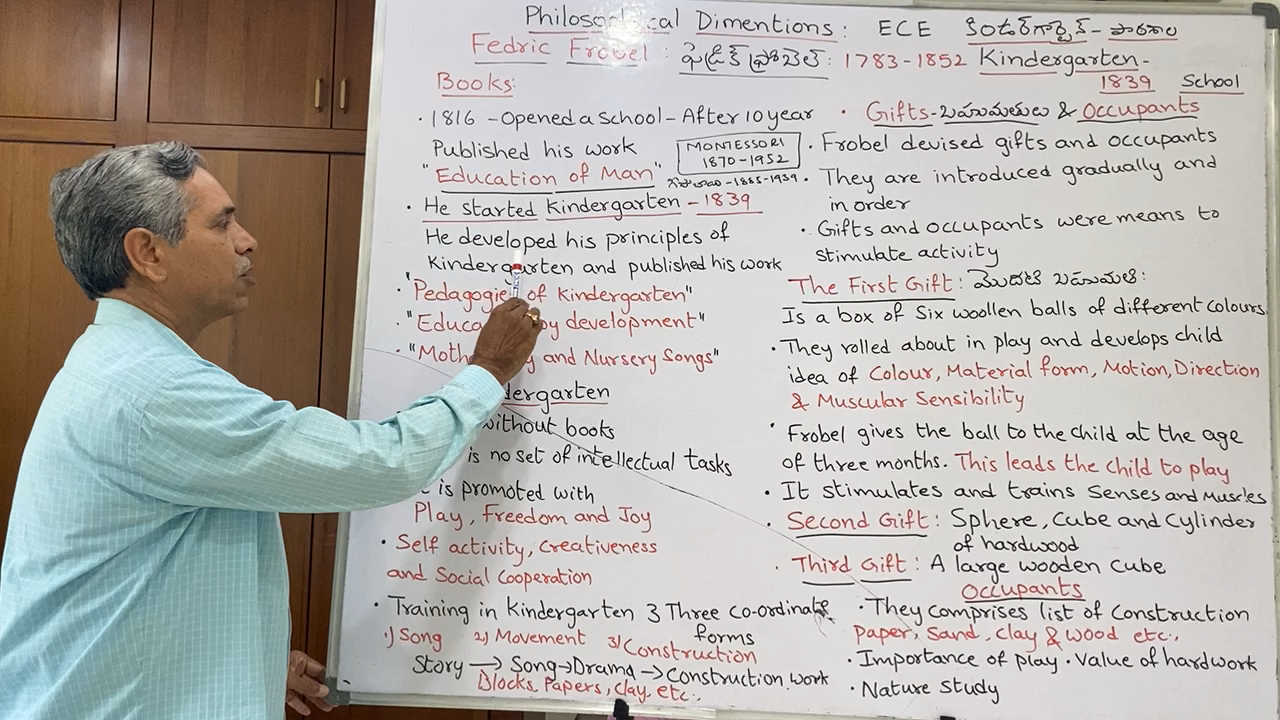 Philosophical Dimentions : ECE కిండర్‌గార్టెన్ - పాఠశాల
Fedric Frobel : ఫ్రెడ్రిక్ ఫ్రోబెల్ : 1783-1852 Kindergarten-
1839 School
Books:
· 1816 - Opened a school - After 10 year
Published his work
"Education of Man"
MONTESSORI
1870-1952
1885-1939
· He started Kindergarten - 1839
He developed his principles of
Kindergarten and published his work
· "Pedagogies of Kindergarten"
· "Educa by development"
· "Moth y and Nursery Songs"
dergarten
without books
is no set of intellectual tasks
is promoted with
Play, Freedom and Joy
· Self activity, Creativeness
and Social Cooperation
· Training in Kindergarten 3 Three co-ordinate
forms
1) Song 2) Movement 3) Construction
Story → Song → Drama → Construction work
Blocks, Papers, Clay etc.,
· Gifts - బహుమతులు & Occupants
· Frobel devised gifts and occupants
· They are introduced gradually and
in order
· Gifts and occupants were means to
stimulate activity
The First Gift : మొదటి బహుమతి :
Is a box of Six woollen balls of different colours
· They rolled about in play and develops child
idea of Colour, Material form, Motion, Direction
& Muscular Sensibility
· Frobel gives the ball to the child at the age
of three months. This leads the child to play
· It stimulates and trains Senses and Muscles
· Second Gift : Sphere, Cube and Cylinder
of hardwood
· Third Gift : A large wooden cube
Occupants
· They comprises list of construction
Paper, Sand, clay & wood etc.,
· Importance of play · Value of hardwork
· Nature study